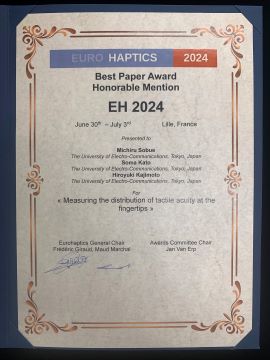 EURO HAPTICS 2024
Best Paper Award
Honorable Mention
EH 2024
June 30th – July 3rd Lille, France
Presented to
Michiru Sobue
The University of Electro-Communications, Tokyo, Japan
Soma Kato
The University of Electro-Communications, Tokyo, Japan
Hiroyuki Kajimoto
The University of Electro-Communications, Tokyo, Japan
For
« Measuring the distribution of tactile acuity at the
fingertips »
Eurohaptics General Chair Awards Committee Chair
Frédéric Giraud, Maud Marchal Jan Van Erp